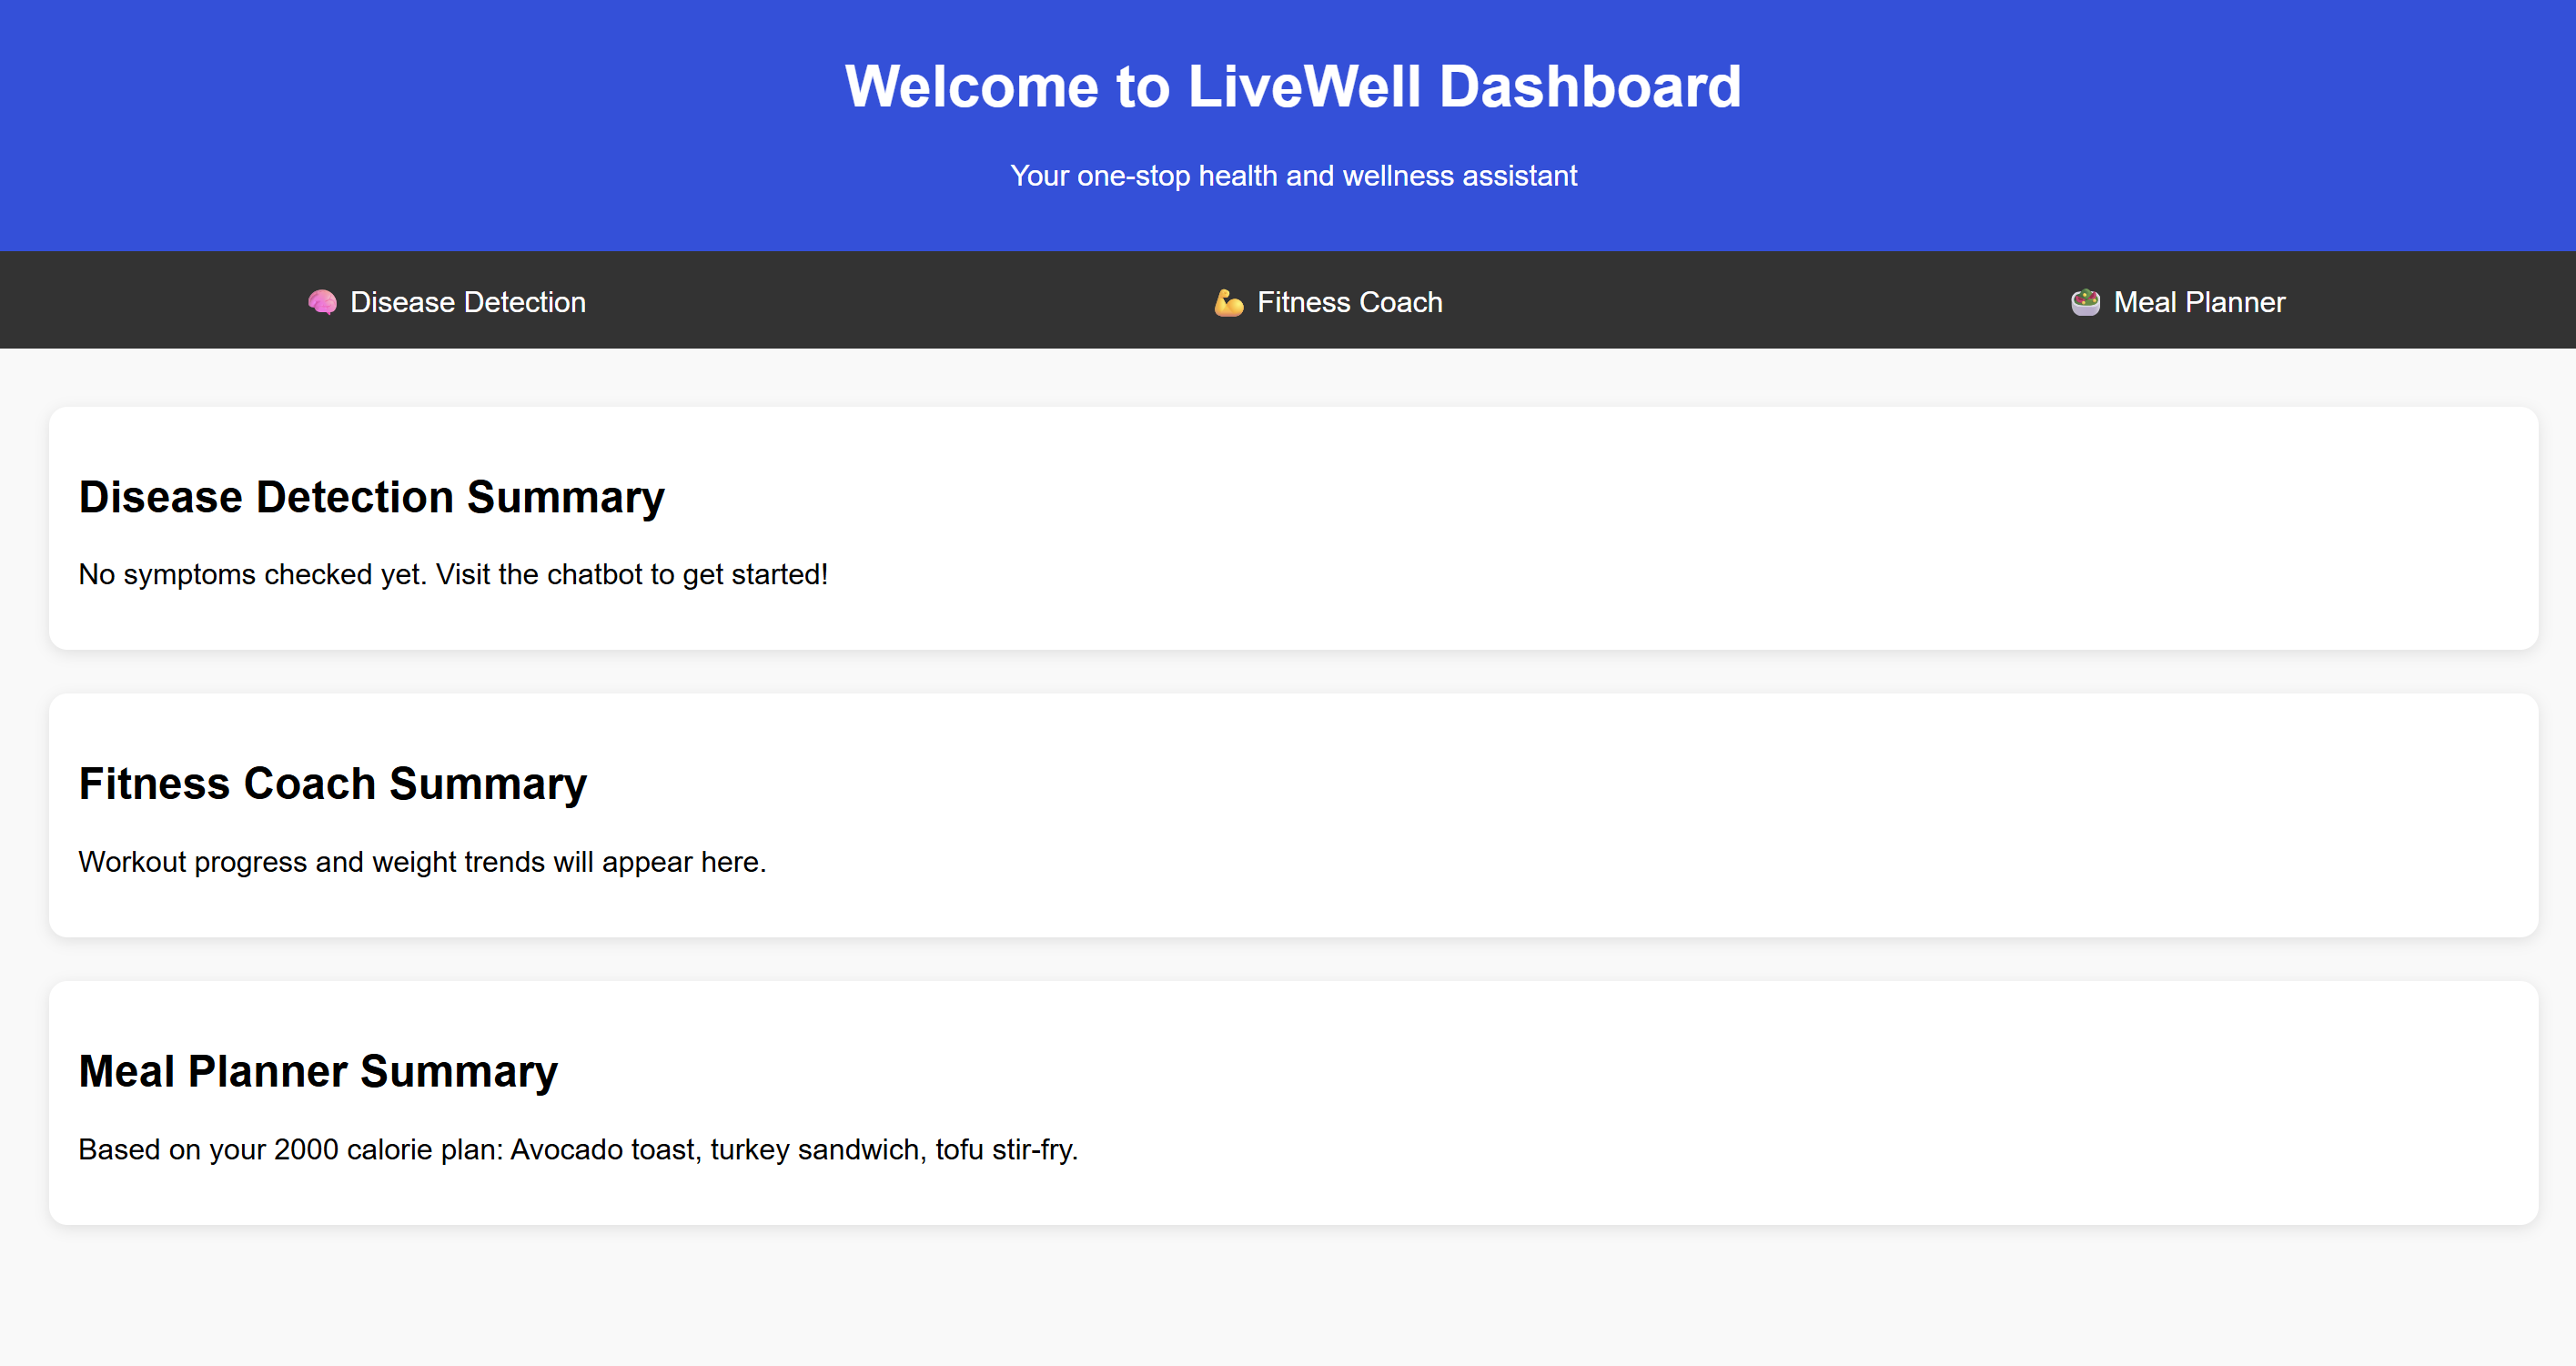 Welcome to LiveWell Dashboard
Your one-stop health and wellness assistant
🧠 Disease Detection
💪 Fitness Coach
🥗 Meal Planner
Disease Detection Summary
No symptoms checked yet. Visit the chatbot to get started!
Fitness Coach Summary
Workout progress and weight trends will appear here.
Meal Planner Summary
Based on your 2000 calorie plan: Avocado toast, turkey sandwich, tofu stir-fry.